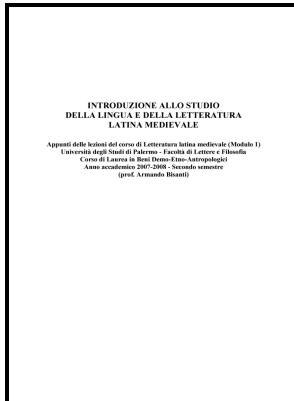 INTRODUZIONE ALLO STUDIO
DELLA LINGUA E DELLA LETTERATURA
LATINA MEDIEVALE
Appunti delle lezioni del corso di Letteratura latina medievale (Modulo 1)
Università degli Studi di Palermo - Facoltà di Lettere e Filosofia
Corso di Laurea in Beni Demo-Etno-Antropologici
Anno accademico 2007-2008 - Secondo semestre
(prof. Armando Bisanti)